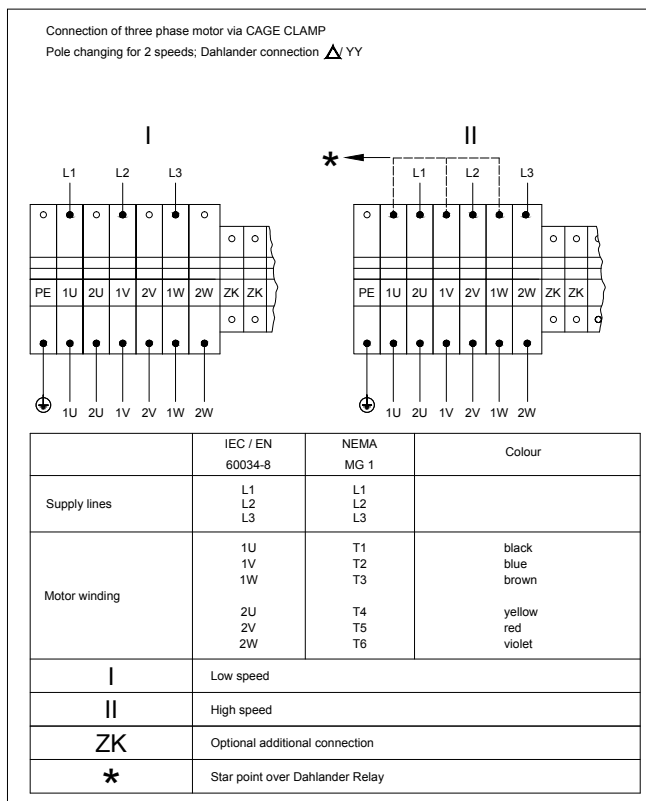 Connection of three phase motor via CAGE CLAMP
Pole changing for 2 speeds; Dahlander connection △/ YY
I
II
*
L1 L2 L3
L1 L2 L3
PE 1U 2U 1V 2V 1W 2W ZK ZK
PE 1U 2U 1V 2V 1W 2W ZK ZK
1U 2U 1V 2V 1W 2W
1U 2U 1V 2V 1W 2W
IEC / EN
60034-8
NEMA
MG 1
Colour
Supply lines
L1 L1
L2 L2
L3 L3
Motor winding
1U T1 black
1V T2 blue
1W T3 brown
2U T4 yellow
2V T5 red
2W T6 violet
I Low speed
II High speed
ZK Optional additional connection
* Star point over Dahlander Relay